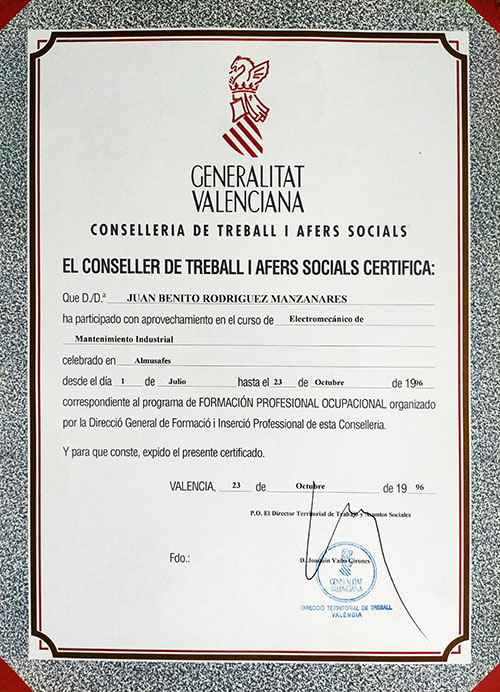 GENERALITAT
VALENCIANA
CONSELLERIA DE TREBALL I AFERS SOCIALS
EL CONSELLER DE TREBALL I AFERS SOCIALS CERTIFICA:
Que D./D.ª JUAN BENITO RODRIGUEZ MANZANARES
ha participado con aprovechamiento en el curso de Electromecánico de
Mantenimiento Industrial
celebrado en Almusafes
desde el día 1 de Julio hasta el 23 de Octubre de 1996
correspondiente al programa de FORMACIÓN PROFESIONAL OCUPACIONAL organizado
por la Direcció General de Formació i Inserció Professional de esta Conselleria.
Y para que conste, expido el presente certificado.
VALENCIA, 23 de Octubre de 19 96
P.O. El Director Territorial de Trabajo y Asuntos Sociales
Fdo.: D. Joaquín Vañó Gironés
GENERALITAT
VALENCIANA
DIRECCIÓ TERRITORIAL DE TREBALL
VALÈNCIA